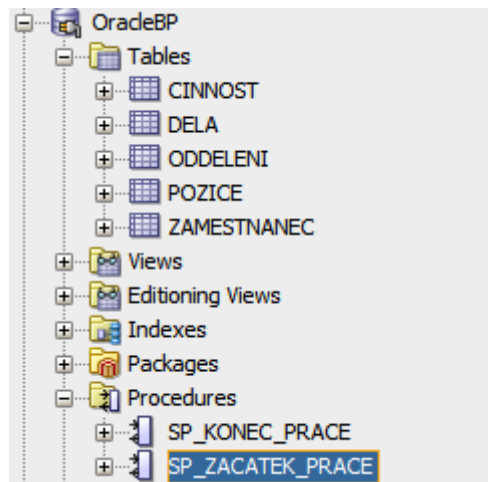 OracleBP
Tables
CINNOST
DELA
ODDELENI
POZICE
ZAMESTNANEC
Views
Editioning Views
Indexes
Packages
Procedures
SP_KONEC_PRACE
SP_ZACATEK_PRACE